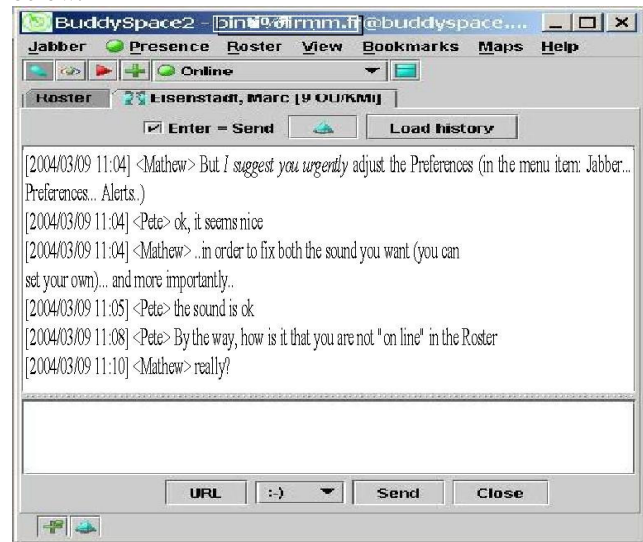 BuddySpace2 - @buddyspace....
Jabber Presence Roster View Bookmarks Maps Help
Online
Roster Eisenstadt, Marc [9 OU/KMi]
Enter = Send Load history
[2004/03/09 11:04] <Mathew> But I suggest you urgently adjust the Preferences (in the menu item: Jabber...
Preferences... Alerts..)
[2004/03/09 11:04] <Pete> ok, it seems nice
[2004/03/09 11:04] <Mathew> ..in order to fix both the sound you want (you can
set your own)... and more importantly..
[2004/03/09 11:05] <Pete> the sound is ok
[2004/03/09 11:08] <Pete> By the way, how is it that you are not "on line" in the Roster
[2004/03/09 11:10] <Mathew> really?
URL :-) Send Close